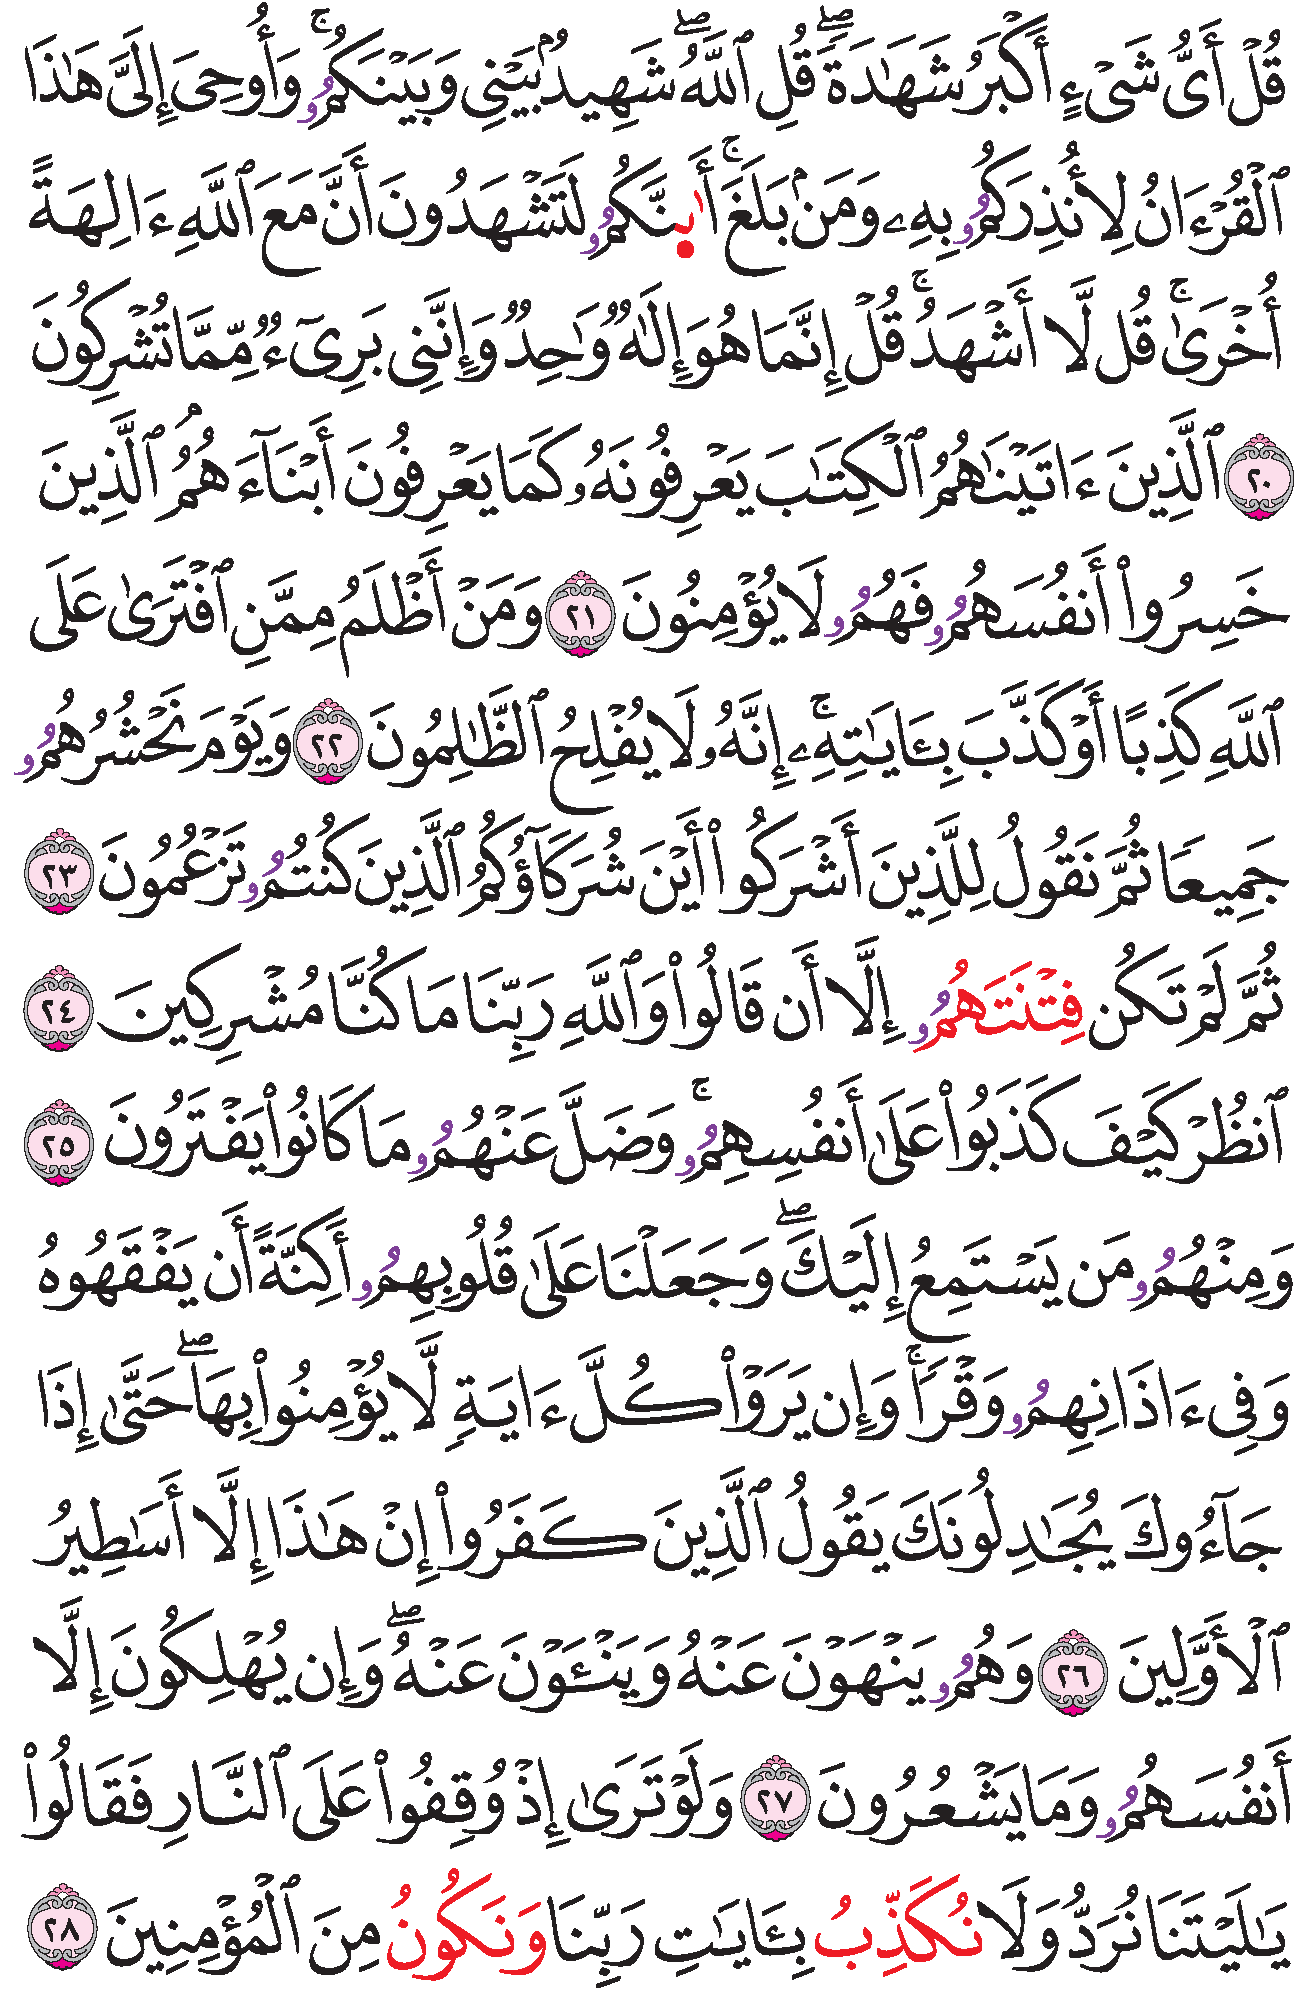 قُلۡ أَىُّ شَىۡءٍ أَكۡبَرُ شَهَـٰدَةࣰۖ قُلِ ٱللَّهُۖ شَهِيدُۢ بَيۡنِى وَبَيۡنَكُمُۥۚ وَأُوحِىَ إِلَىَّ هَـٰذَا
ٱلۡقُرۡءَانُ لِأُنذِرَكُمُۥ بِهِۦ وَمَنۢ بَلَغَۚ أَىِٰٕنَّكُمُۥ لَتَشۡهَدُونَ أَنَّ مَعَ ٱللَّهِ ءَالِهَةً
أُخۡرَىٰۚ قُل لَّا أَشۡهَدُۚ قُلۡ إِنَّمَا هُوَ إِلَـٰهࣱ وَٰحِدࣱ وَإِنَّنِى بَرِىٓءࣱ مِّمَّا تُشۡرِكُونَ
٢٠ ٱلَّذِينَ ءَاتَيۡنَـٰهُمُ ٱلۡكِتَـٰبَ يَعۡرِفُونَهُۥ كَمَا يَعۡرِفُونَ أَبۡنَآءَهُمُۘ ٱلَّذِينَ
خَسِرُوا۟ أَنفُسَهُمُۥ فَهُمُۥ لَا يُؤۡمِنُونَ ٢١ وَمَنۡ أَظۡلَمُ مِمَّنِ ٱفۡتَرَىٰ عَلَى
ٱللَّهِ كَذِبًا أَوۡ كَذَّبَ بِـَٔايَـٰتِهِۦۚ إِنَّهُۥ لَا يُفۡلِحُ ٱلظَّـٰلِمُونَ ٢٢ وَيَوۡمَ نَحۡشُرُهُمُۥ
جَمِيعࣰا ثُمَّ نَقُولُ لِلَّذِينَ أَشۡرَكُوا۟ أَيۡنَ شُرَكَآؤُكُمُ ٱلَّذِينَ كُنتُمُۥ تَزۡعُمُونَ ٢٣
ثُمَّ لَمۡ تَكُن فِتۡنَتَهُمُۥ إِلَّا أَن قَالُوا۟ وَٱللَّهِ رَبِّنَا مَا كُنَّا مُشۡرِكِينَ ٢٤
ٱنظُرۡ كَيۡفَ كَذَبُوا۟ عَلَىٰ أَنفُسِهِمُۥۚ وَضَلَّ عَنۡهُمُۥ مَا كَانُوا۟ يَفۡتَرُونَ ٢٥
وَمِنۡهُمُۥ مَن يَسۡتَمِعُ إِلَيۡكَۖ وَجَعَلۡنَا عَلَىٰ قُلُوبِهِمُۥ أَكِنَّةً أَن يَفۡقَهُوهُ
وَفِى ءَاذَانِهِمُۥ وَقۡرࣰاۚ وَإِن يَرَوۡا۟ كُلَّ ءَايَةࣲ لَّا يُؤۡمِنُوا۟ بِهَاۖ حَتَّىٰ إِذَا
جَآءُوكَ يُجَـٰدِلُونَكَ يَقُولُ ٱلَّذِينَ كَفَرُوا۟ إِنۡ هَـٰذَا إِلَّا أَسَـٰطِيرُ
ٱلۡأَوَّلِينَ ٢٦ وَهُمُۥ يَنۡهَوۡنَ عَنۡهُ وَيَنۡـَٔوۡنَ عَنۡهُۖ وَإِن يُهۡلِكُونَ إِلَّا
أَنفُسَهُمُۥ وَمَا يَشۡعُرُونَ ٢٧ وَلَوۡ تَرَىٰ إِذۡ وُقِفُوا۟ عَلَى ٱلنَّارِ فَقَالُوا۟
يَـٰلَيۡتَنَا نُرَدُّ وَلَا نُكَذِّبُ بِـَٔايَـٰتِ رَبِّنَا وَنَكُونُ مِنَ ٱلۡمُؤۡمِنِينَ ٢٨